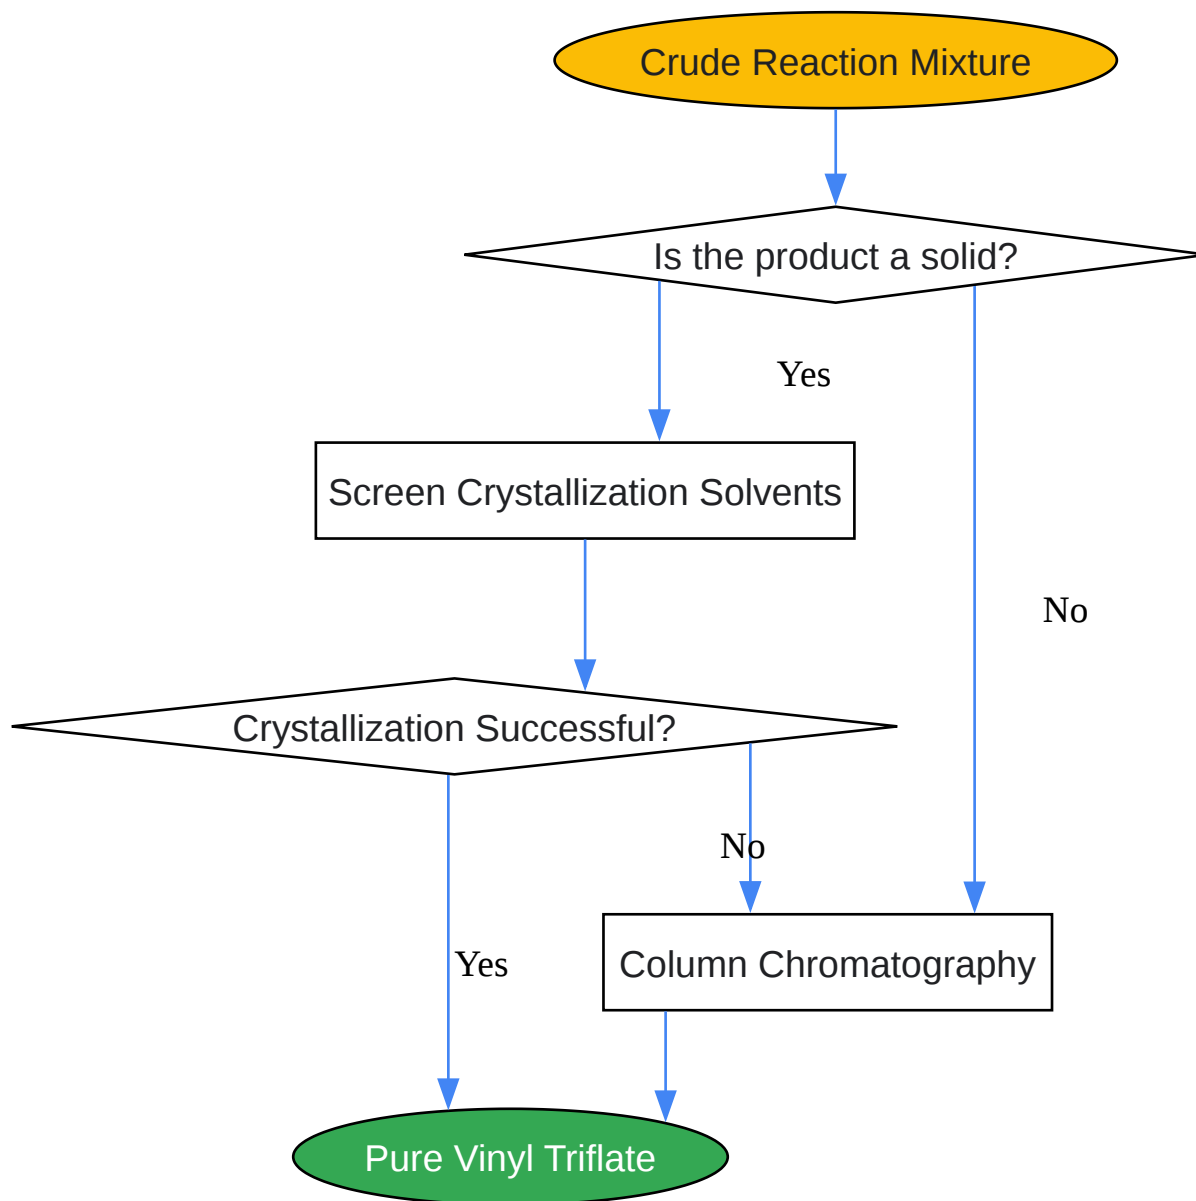 Crude Reaction Mixture
Is the product a solid?
Yes
Screen Crystallization Solvents
No
Crystallization Successful?
No
Yes
Column Chromatography
Pure Vinyl Triflate